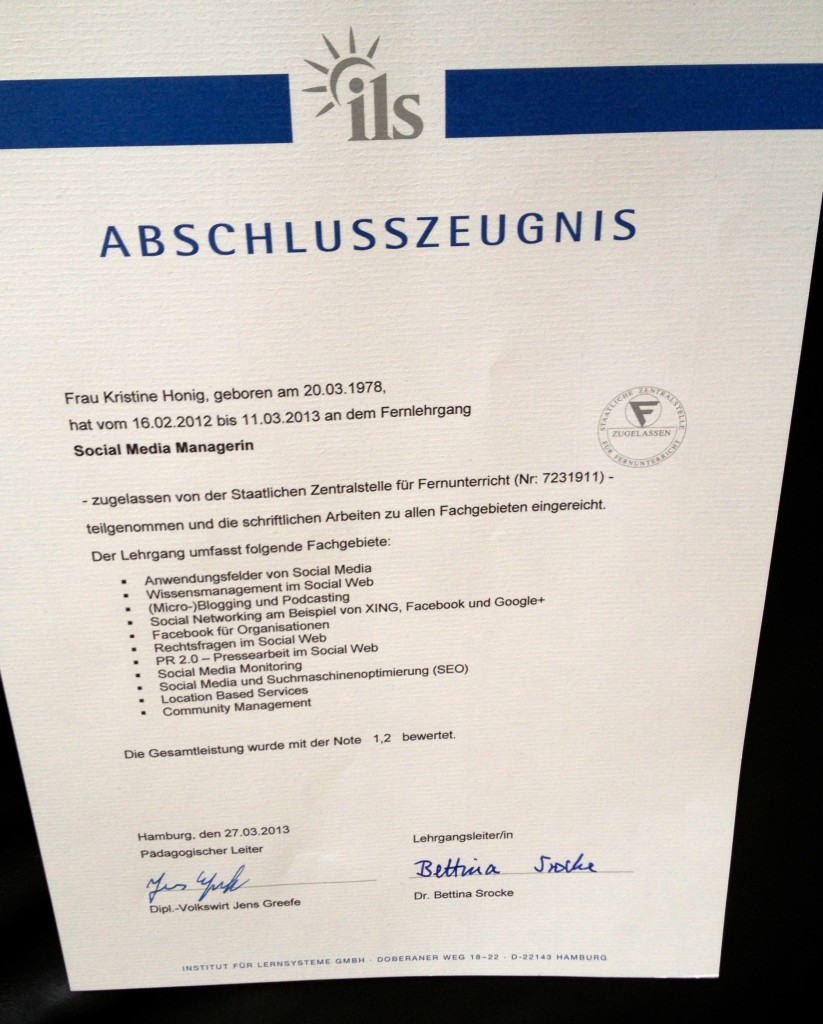 ils
ABSCHLUSSZEUGNIS
Frau Kristine Honig, geboren am 20.03.1978,
hat vom 16.02.2012 bis 11.03.2013 an dem Fernlehrgang
Social Media Managerin
STAATLICHE ZENTRALSTELLE
ZUGELASSEN
FÜR FERNUNTERRICHT
- zugelassen von der Staatlichen Zentralstelle für Fernunterricht (Nr: 7231911) -
teilgenommen und die schriftlichen Arbeiten zu allen Fachgebieten eingereicht.
Der Lehrgang umfasst folgende Fachgebiete:
▪ Anwendungsfelder von Social Media
▪ Wissensmanagement im Social Web
▪ (Micro-)Blogging und Podcasting
▪ Social Networking am Beispiel von XING, Facebook und Google+
▪ Facebook für Organisationen
▪ Rechtsfragen im Social Web
▪ PR 2.0 – Pressearbeit im Social Web
▪ Social Media Monitoring
▪ Social Media und Suchmaschinenoptimierung (SEO)
▪ Location Based Services
▪ Community Management
Die Gesamtleistung wurde mit der Note 1,2 bewertet.
Hamburg, den 27.03.2013
Pädagogischer Leiter
Dipl.-Volkswirt Jens Greefe
Lehrgangsleiter/in
Bettina Srocke
Dr. Bettina Srocke
INSTITUT FÜR LERNSYSTEME GMBH · DOBERANER WEG 18–22 · D-22143 HAMBURG